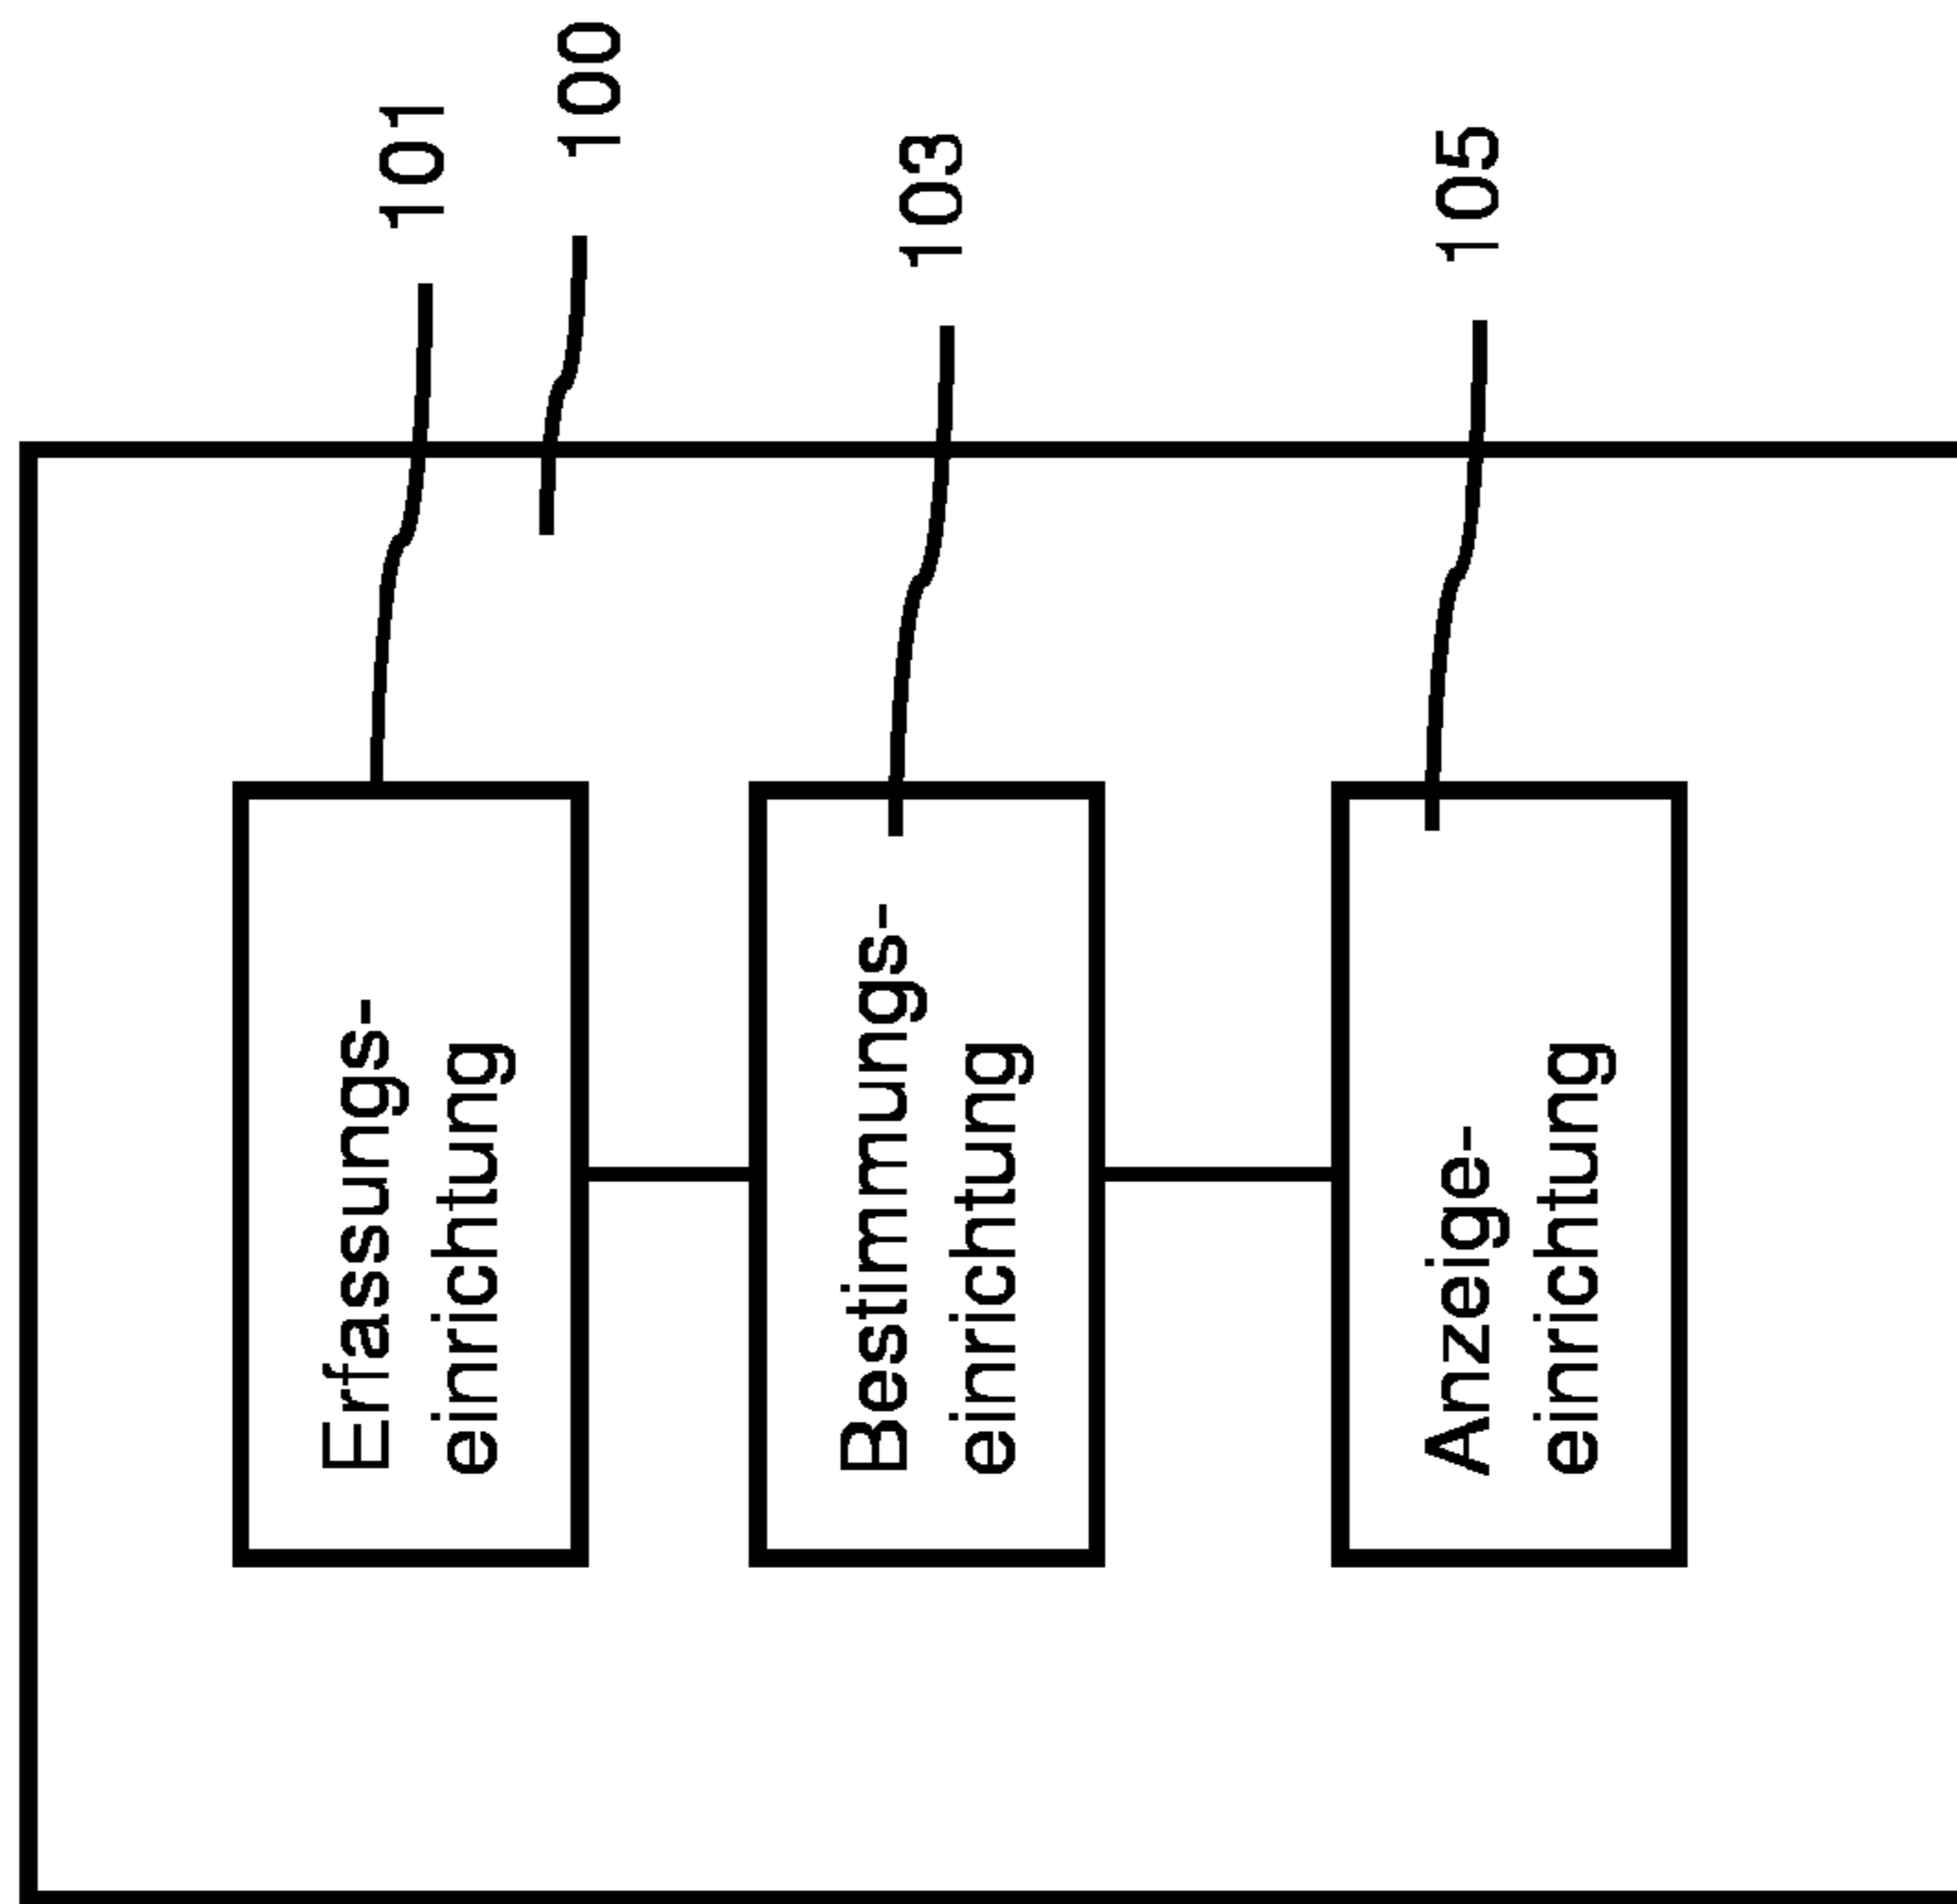 101
100
103
105
Erfassungs-
einrichtung
Bestimmungs-
einrichtung
Anzeige-
einrichtung